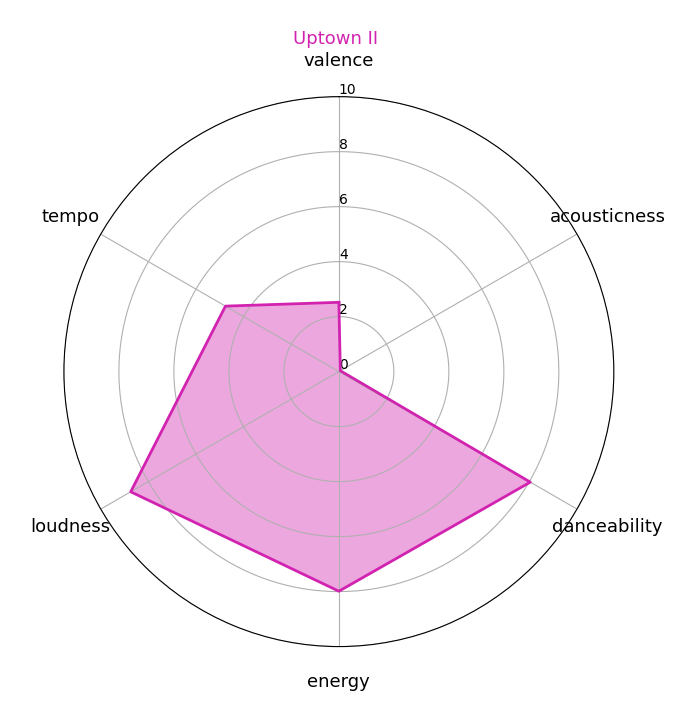 Uptown II
valence
10
8
6
4
2
0
tempo
acousticness
loudness
danceability
energy